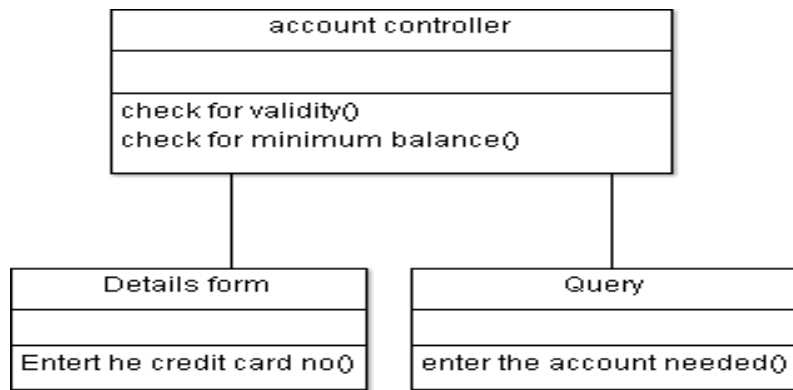 account controller
check for validity()
check for minimum balance()
Details form
Entert he credit card no()
Query
enter the account needed()